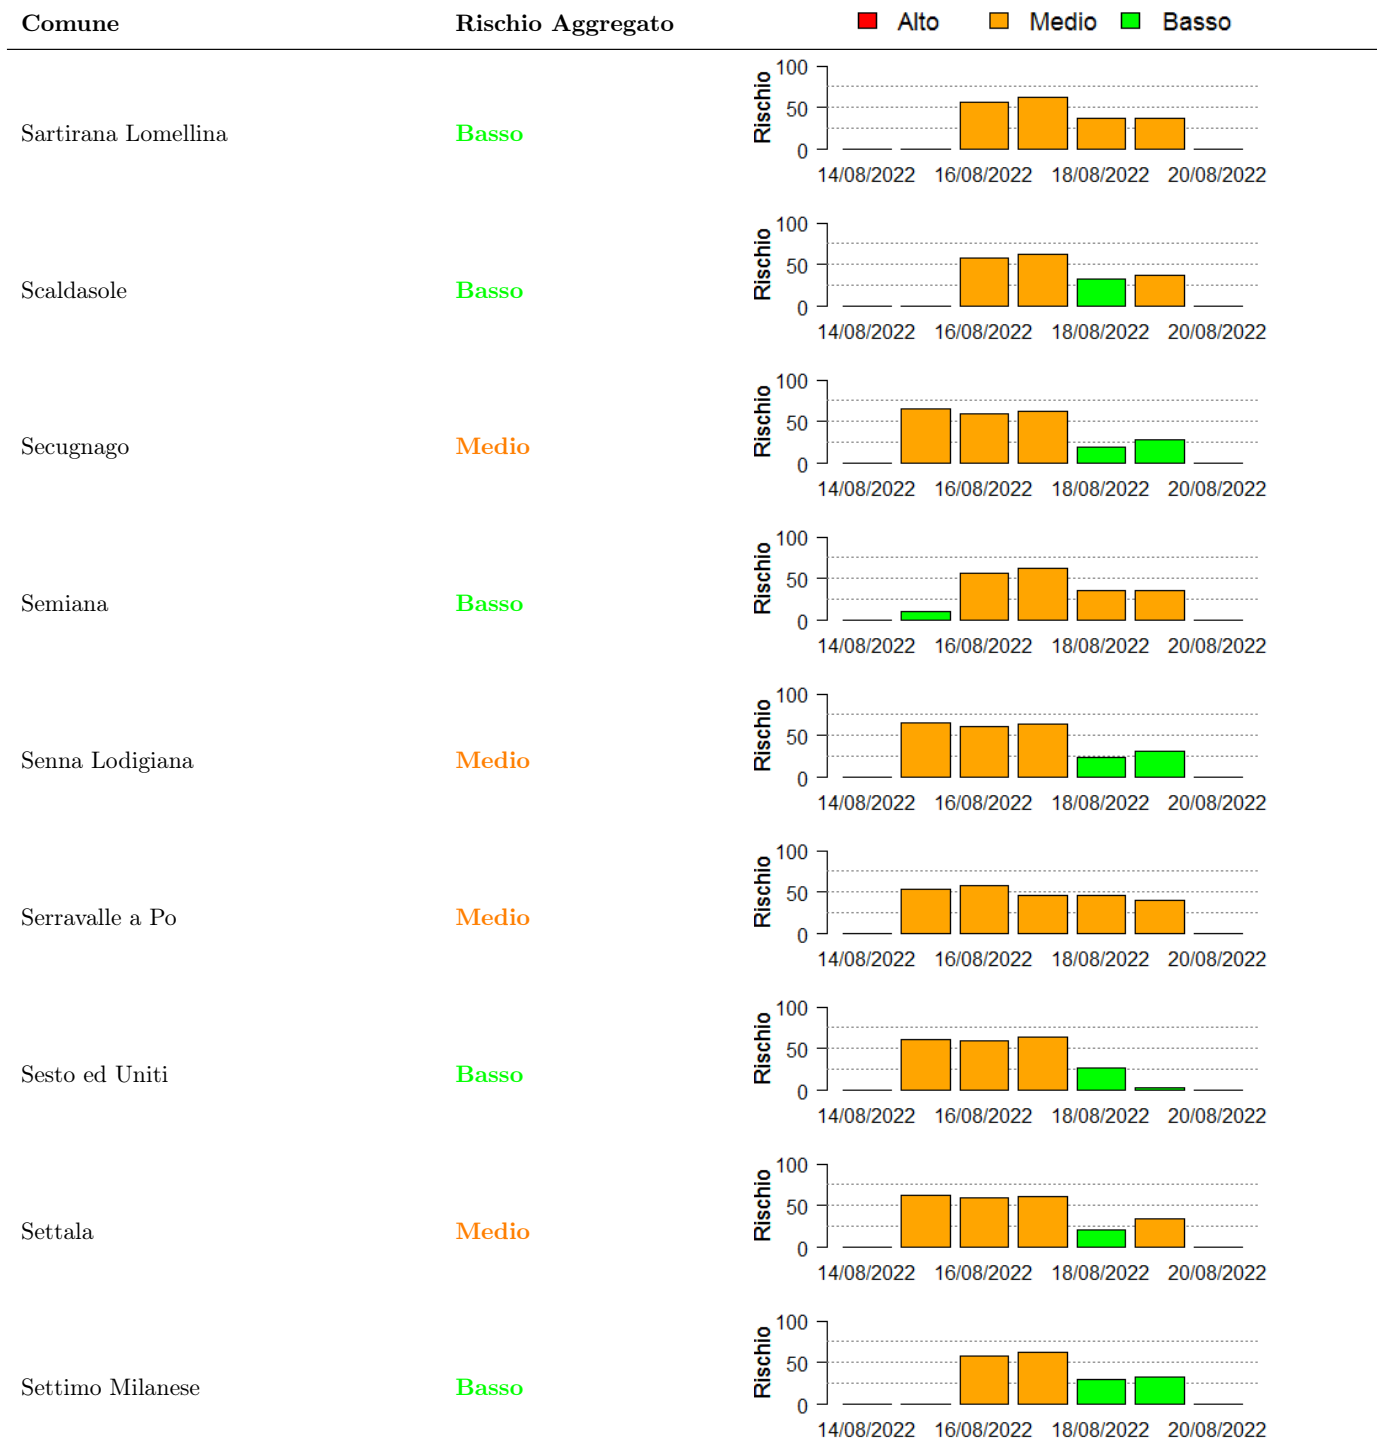 Comune Rischio Aggregato Alto Medio Basso
100
50
0
Rischio
Sartirana Lomellina Basso
14/08/2022 16/08/2022 18/08/2022 20/08/2022
100
50
0
Rischio
Scaldasole Basso
14/08/2022 16/08/2022 18/08/2022 20/08/2022
100
50
0
Rischio
Secugnago Medio
14/08/2022 16/08/2022 18/08/2022 20/08/2022
100
50
0
Rischio
Semiana Basso
14/08/2022 16/08/2022 18/08/2022 20/08/2022
100
50
0
Rischio
Senna Lodigiana Medio
14/08/2022 16/08/2022 18/08/2022 20/08/2022
100
50
0
Rischio
Serravalle a Po Medio
14/08/2022 16/08/2022 18/08/2022 20/08/2022
100
50
0
Rischio
Sesto ed Uniti Basso
14/08/2022 16/08/2022 18/08/2022 20/08/2022
100
50
0
Rischio
Settala Medio
14/08/2022 16/08/2022 18/08/2022 20/08/2022
100
50
0
Rischio
Settimo Milanese Basso
14/08/2022 16/08/2022 18/08/2022 20/08/2022